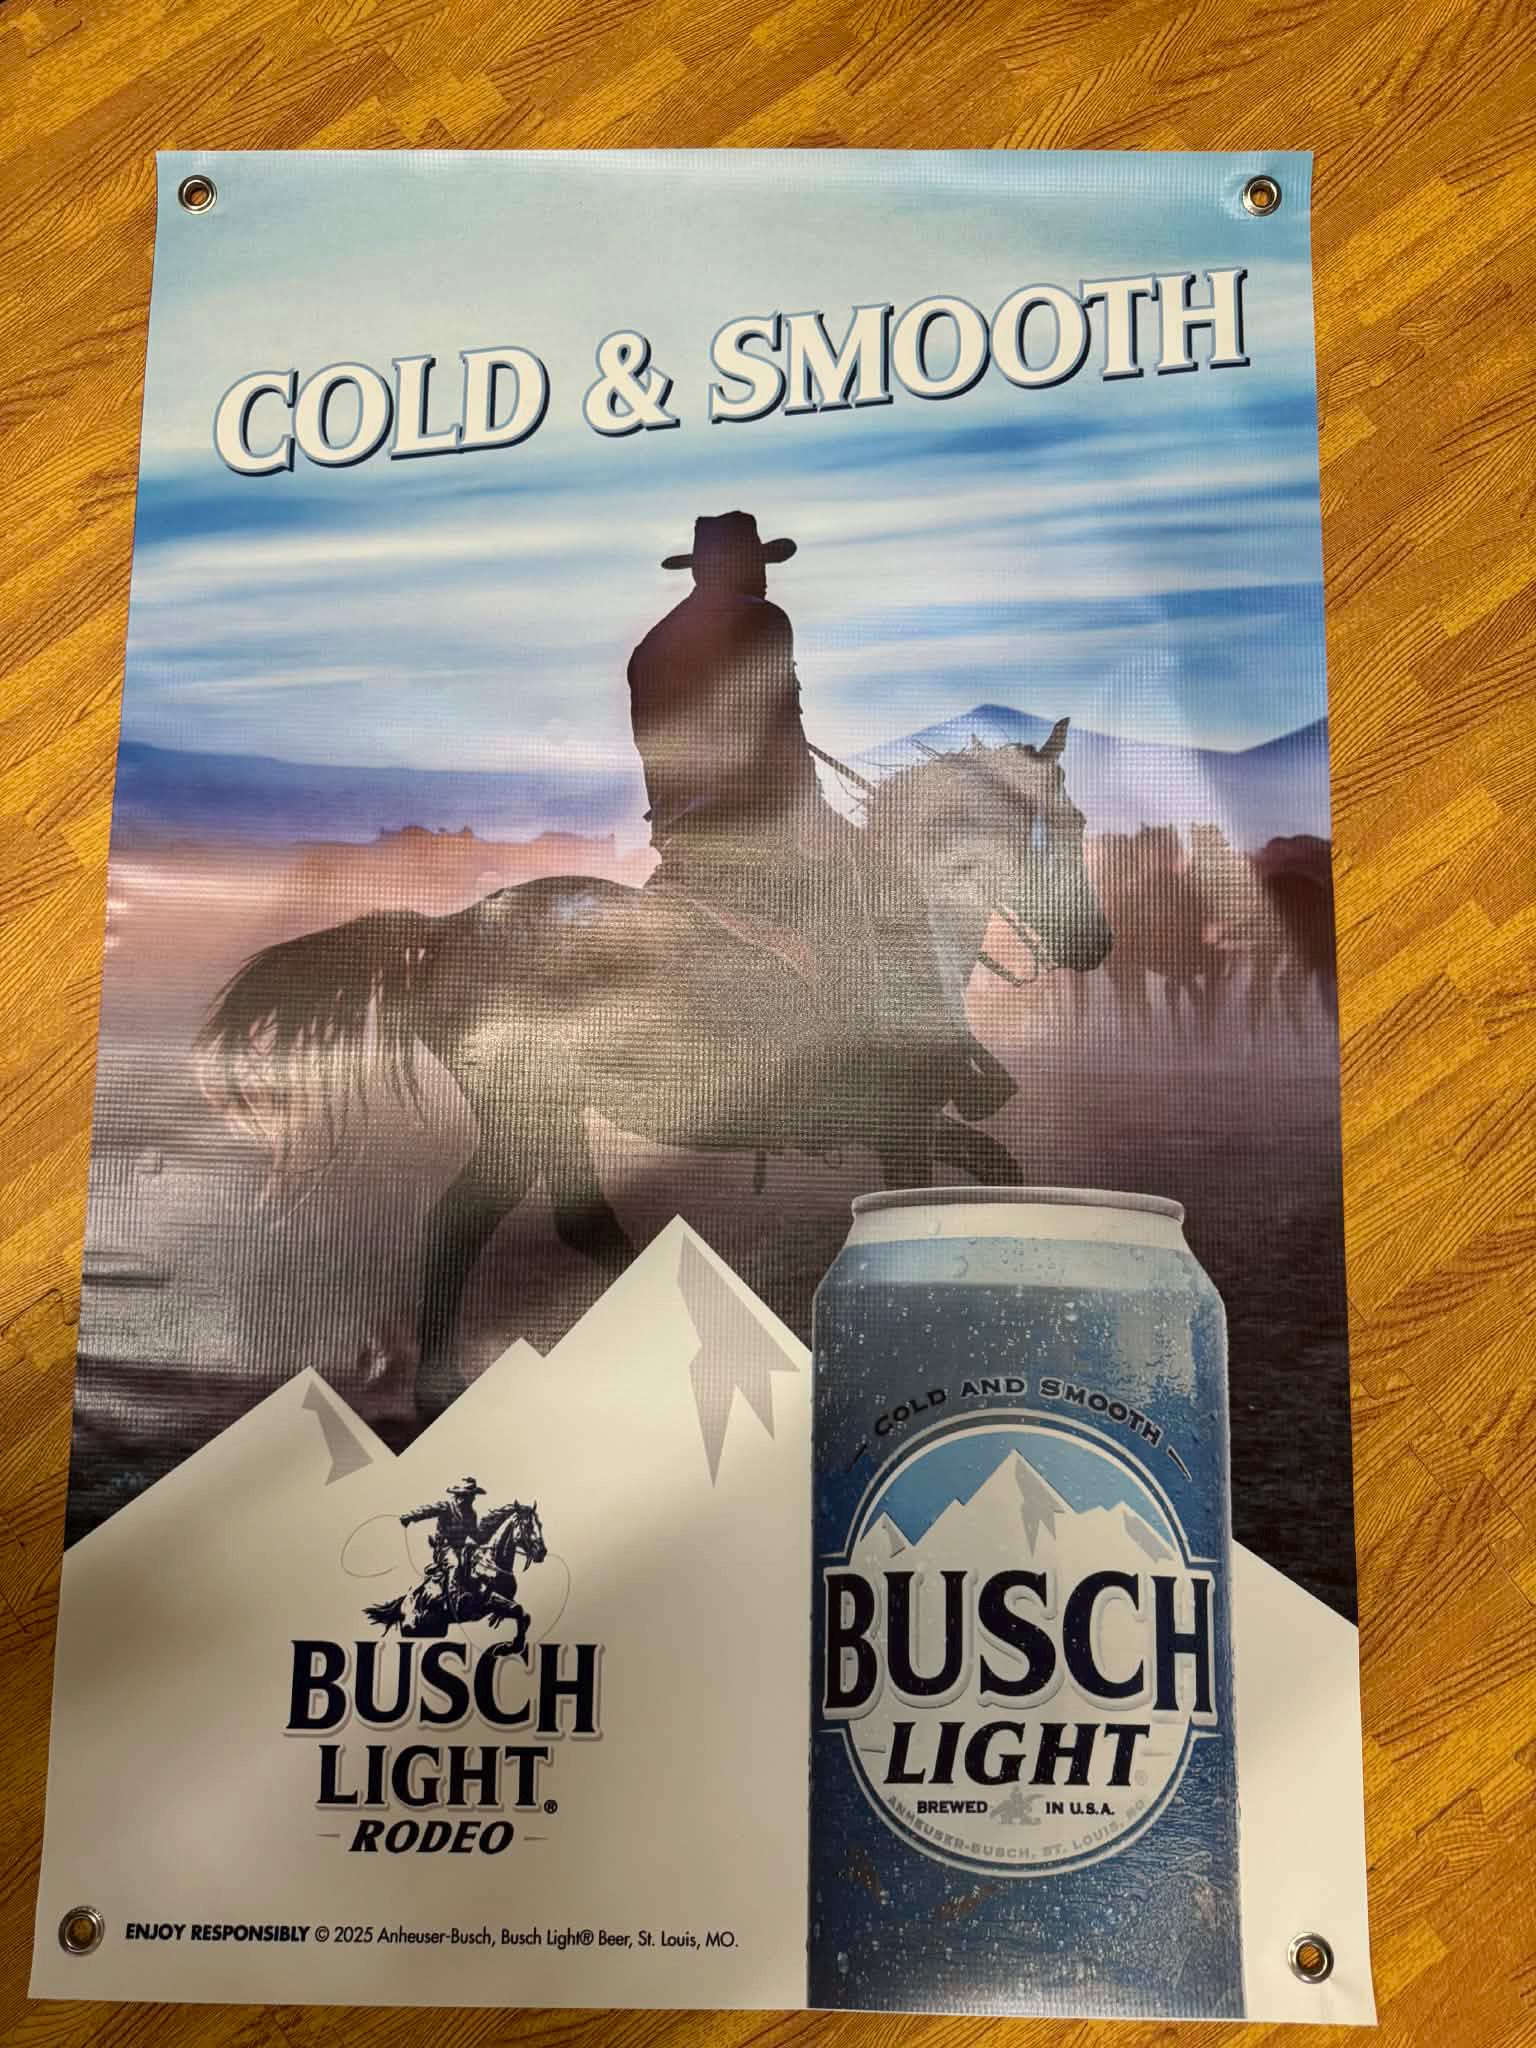 COLD & SMOOTH
COLD AND SMOOTH
BUSCH
LIGHT
BREWED IN U.S.A.
ANHEUSER-BUSCH, ST. LOUIS, MO
BUSCH
LIGHT®
RODEO
ENJOY RESPONSIBLY © 2025 Anheuser-Busch, Busch Light® Beer, St. Louis, MO.